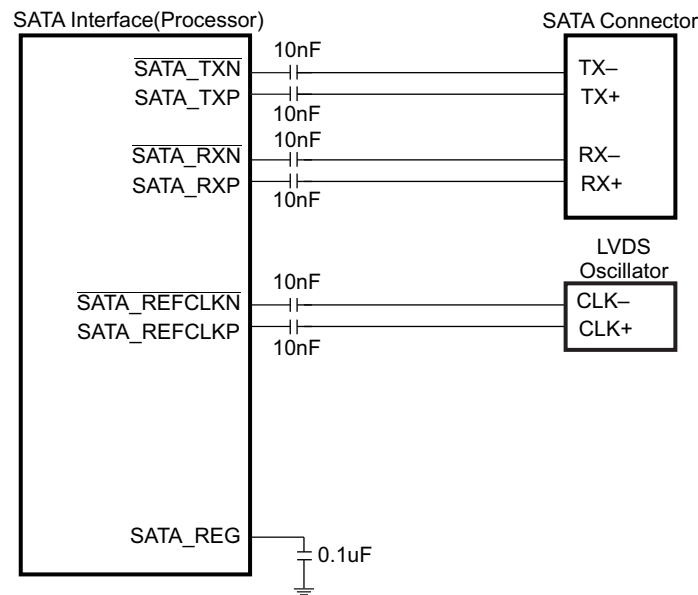 SATA Interface(Processor)
SATA Connector
10nF
SATA_TXN
TX–
SATA_TXP
TX+
10nF
10nF
SATA_RXN
RX–
SATA_RXP
RX+
10nF
LVDS
Oscillator
10nF
SATA_REFCLKN
CLK–
SATA_REFCLKP
CLK+
10nF
SATA_REG
0.1uF